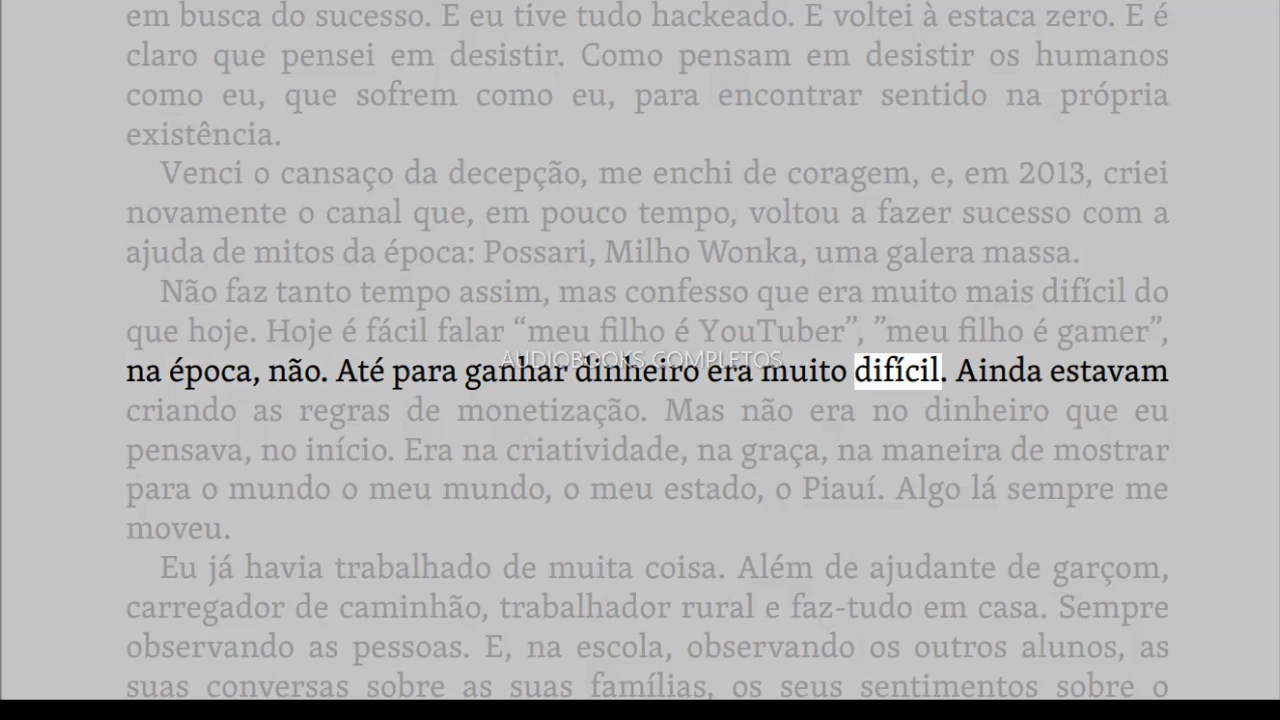 em busca do sucesso. E eu tive tudo hackeado. E voltei à estaca zero. E é
claro que pensei em desistir. Como pensam em desistir os humanos
como eu, que sofrem como eu, para encontrar sentido na própria
existência.
Venci o cansaço da decepção, me enchi de coragem, e, em 2013, criei
novamente o canal que, em pouco tempo, voltou a fazer sucesso com a
ajuda de mitos da época: Possari, Milho Wonka, uma galera massa.
Não faz tanto tempo assim, mas confesso que era muito mais difícil do
que hoje. Hoje é fácil falar “meu filho é YouTuber”, ”meu filho é gamer”,
AUDIOBOOKS COMPLETOS
na época, não. Até para ganhar dinheiro era muito difícil. Ainda estavam
criando as regras de monetização. Mas não era no dinheiro que eu
pensava, no início. Era na criatividade, na graça, na maneira de mostrar
para o mundo o meu mundo, o meu estado, o Piauí. Algo lá sempre me
moveu.
Eu já havia trabalhado de muita coisa. Além de ajudante de garçom,
carregador de caminhão, trabalhador rural e faz-tudo em casa. Sempre
observando as pessoas. E, na escola, observando os outros alunos, as
suas conversas sobre as suas famílias, os seus sentimentos sobre o